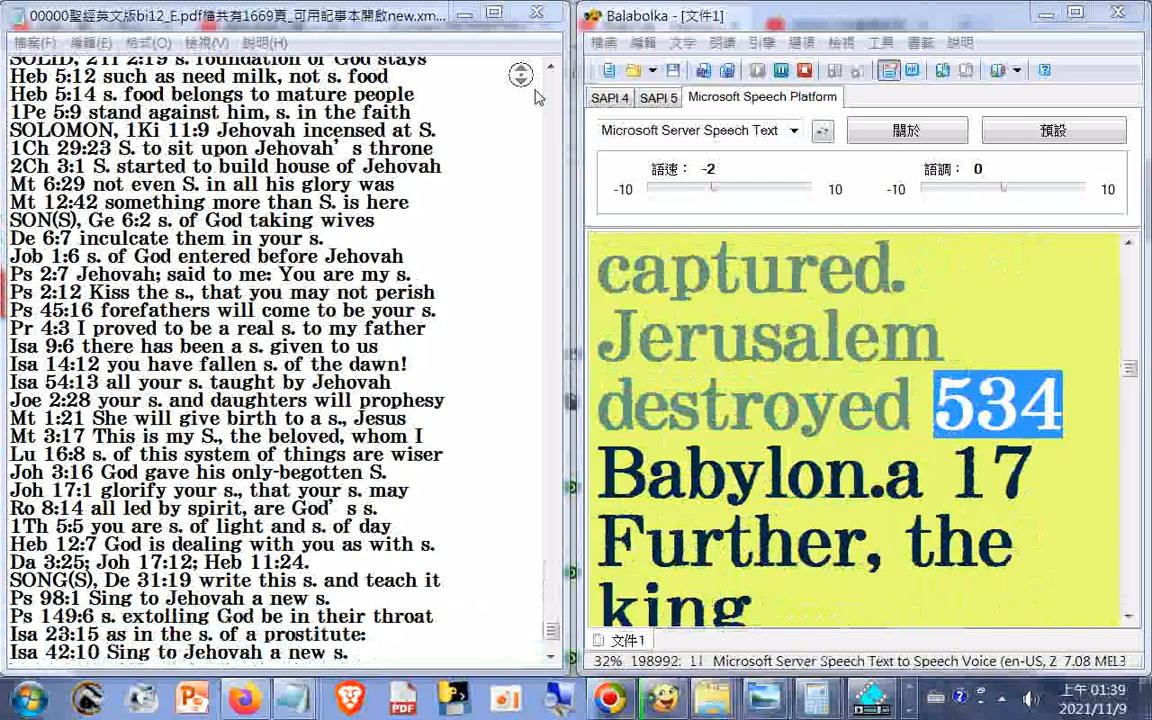 00000聖經英文版bi12_E.pdf檔共有1669頁_可用記事本開啟new.xm...
檔案(F) 編輯(E) 格式(O) 檢視(V) 說明(H)
SOLID, 2Ti 2:19 s. foundation of God stays
Heb 5:12 such as need milk, not s. food
Heb 5:14 s. food belongs to mature people
1Pe 5:9 stand against him, s. in the faith
SOLOMON, 1Ki 11:9 Jehovah incensed at S.
1Ch 29:23 S. to sit upon Jehovah’s throne
2Ch 3:1 S. started to build house of Jehovah
Mt 6:29 not even S. in all his glory was
Mt 12:42 something more than S. is here
SON(S), Ge 6:2 s. of God taking wives
De 6:7 inculcate them in your s.
Job 1:6 s. of God entered before Jehovah
Ps 2:7 Jehovah; said to me: You are my s.
Ps 2:12 Kiss the s., that you may not perish
Ps 45:16 forefathers will come to be your s.
Pr 4:3 I proved to be a real s. to my father
Isa 9:6 there has been a s. given to us
Isa 14:12 you have fallen s. of the dawn!
Isa 54:13 all your s. taught by Jehovah
Joe 2:28 your s. and daughters will prophesy
Mt 1:21 She will give birth to a s., Jesus
Mt 3:17 This is my S., the beloved, whom I
Lu 16:8 s. of this system of things are wiser
Joh 3:16 God gave his only-begotten S.
Joh 17:1 glorify your s., that your s. may
Ro 8:14 all led by spirit, are God’s s.
1Th 5:5 you are s. of light and s. of day
Heb 12:7 God is dealing with you as with s.
Da 3:25; Joh 17:12; Heb 11:24.
SONG(S), De 31:19 write this s. and teach it
Ps 98:1 Sing to Jehovah a new s.
Ps 149:6 s. extolling God be in their throat
Isa 23:15 as in the s. of a prostitute:
Isa 42:10 Sing to Jehovah a new s.
Balabolka - [文件1]
檔案 編輯 文字 朗讀 引擎 選項 檢視 工具 書籤 說明
SAPI 4 SAPI 5 Microsoft Speech Platform
Microsoft Server Speech Text 關於 預設
語速： -2 語調： 0
-10 10 -10 10
captured.
Jerusalem
destroyed 534
Babylon.a 17
Further, the
king
文件1
32% 198992: 11 Microsoft Server Speech Text to Speech Voice (en-US, Z 7.08 МЕІЗ
PDF
上午 01:39
2021/11/9